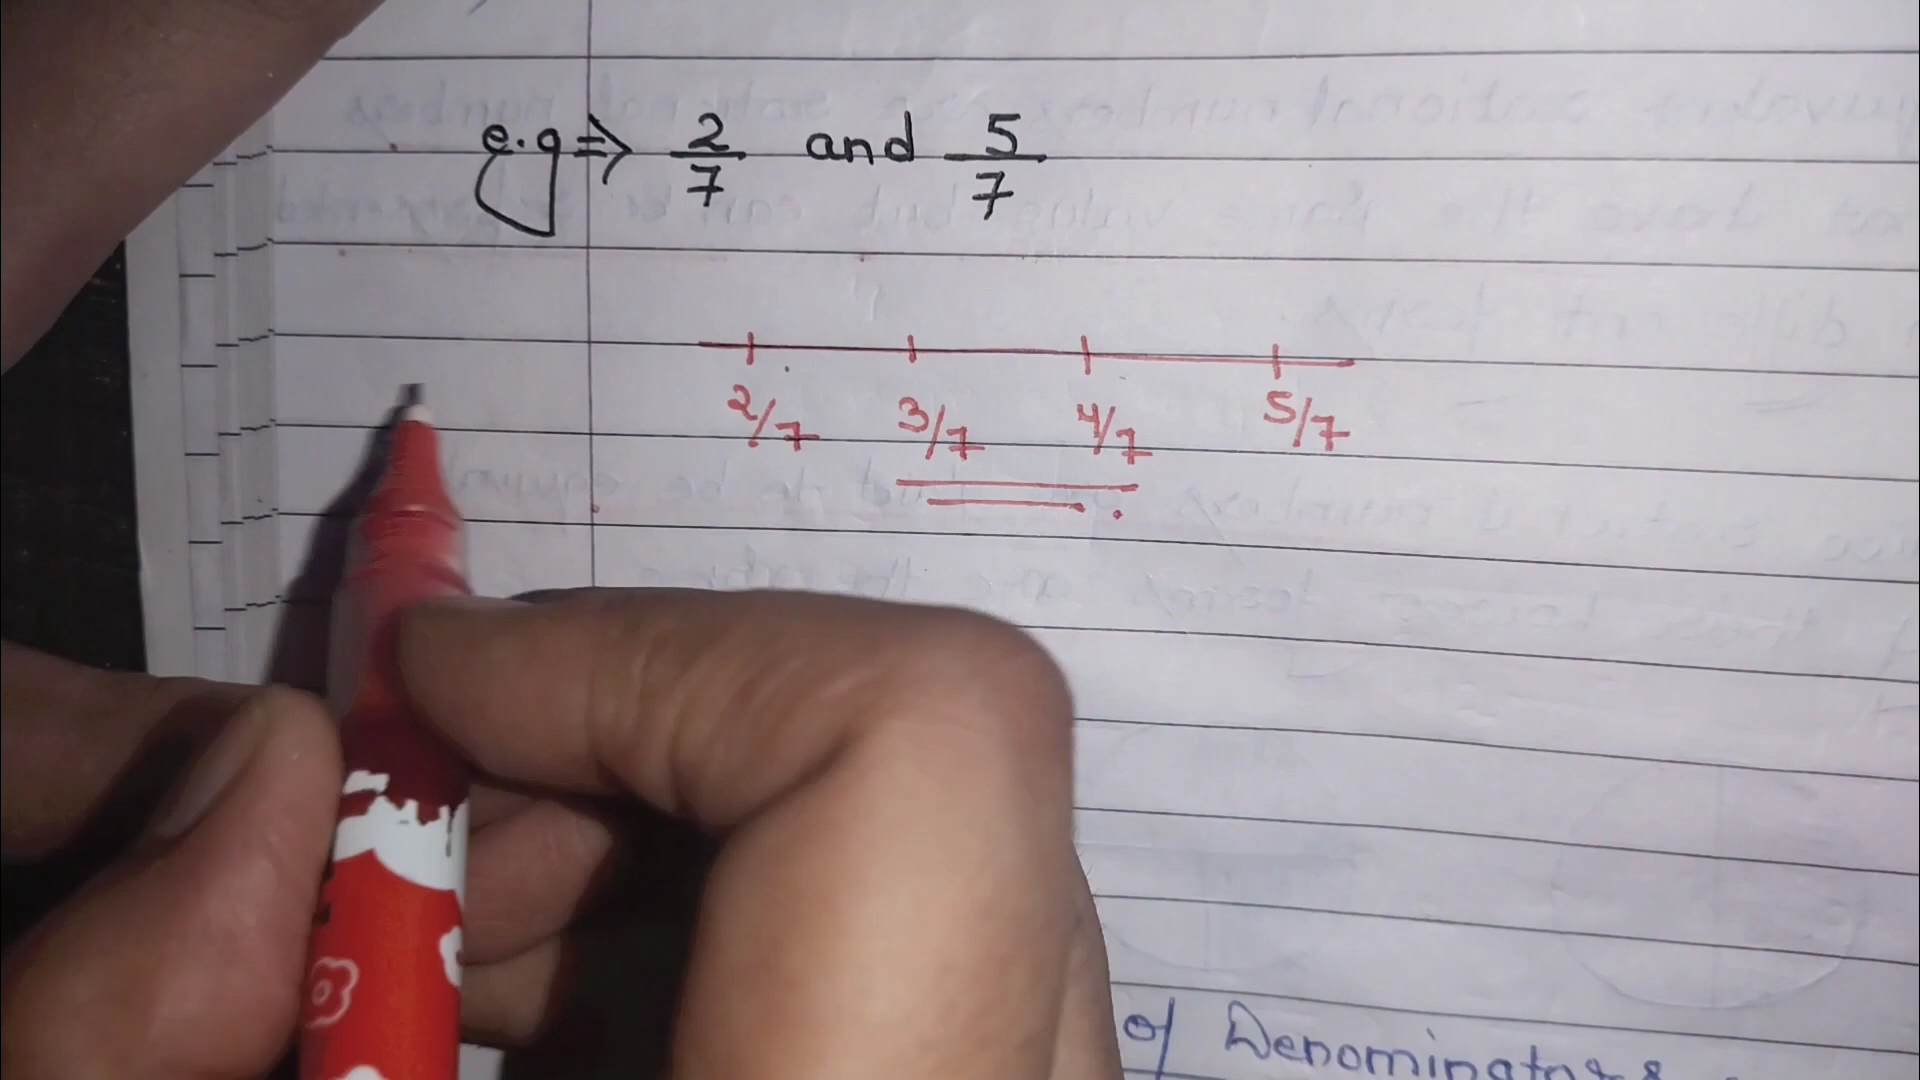 e.g ⇒ 2/7 and 5/7
2/7 3/7 4/7 5/7
of Denominators